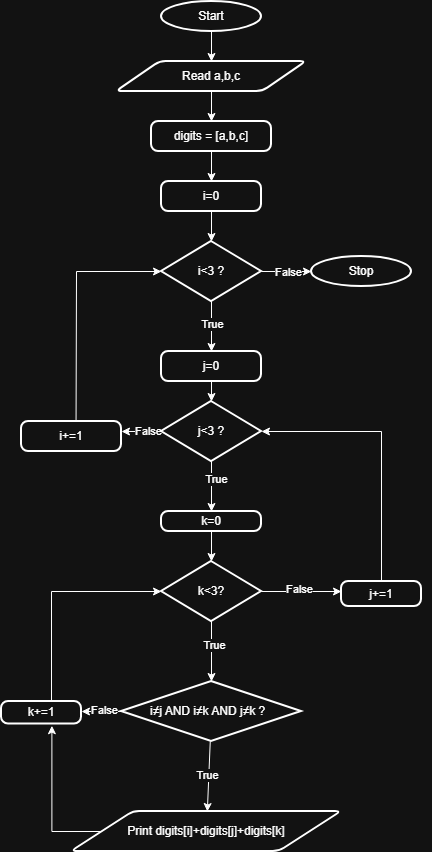 Start
Read a,b,c
digits = [a,b,c]
i=0
i<3 ?
False
Stop
True
j=0
i+=1
False
j<3 ?
True
k=0
k<3?
False
j+=1
True
k+=1
False
i≠j AND i≠k AND j≠k ?
True
Print digits[i]+digits[j]+digits[k]